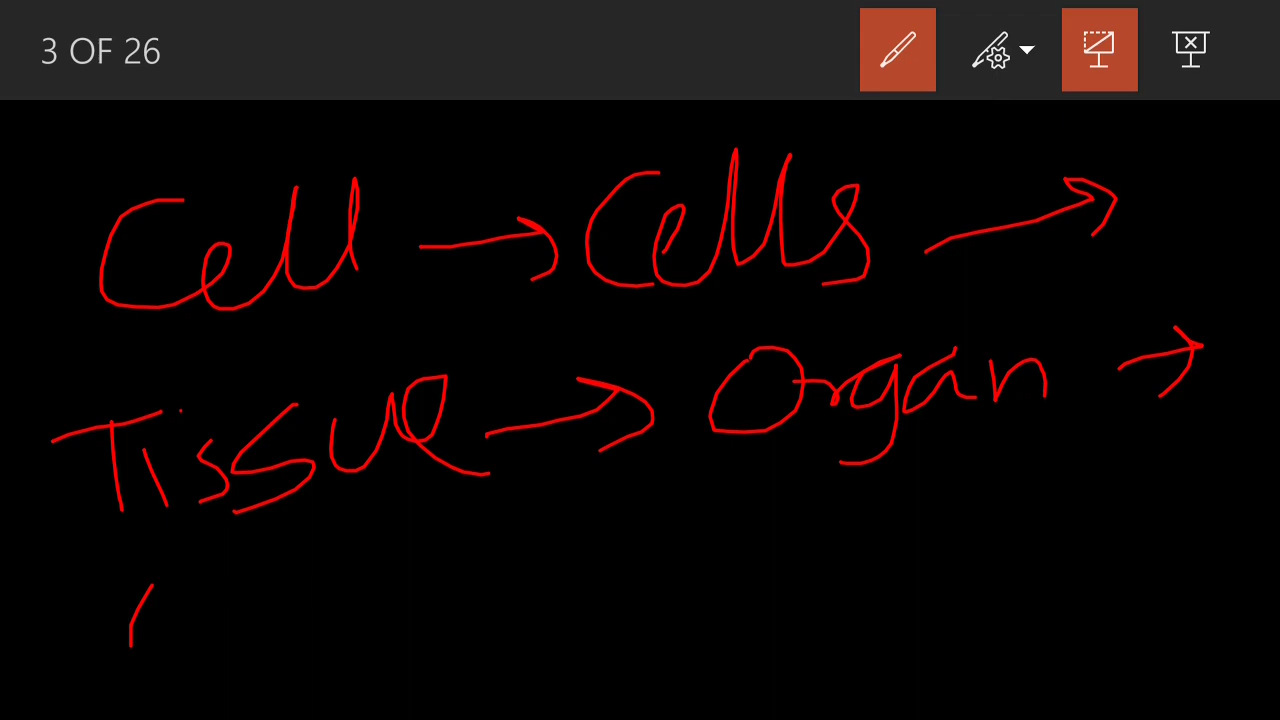 3 OF 26
Cell → Cells →
Tissue → Organ →